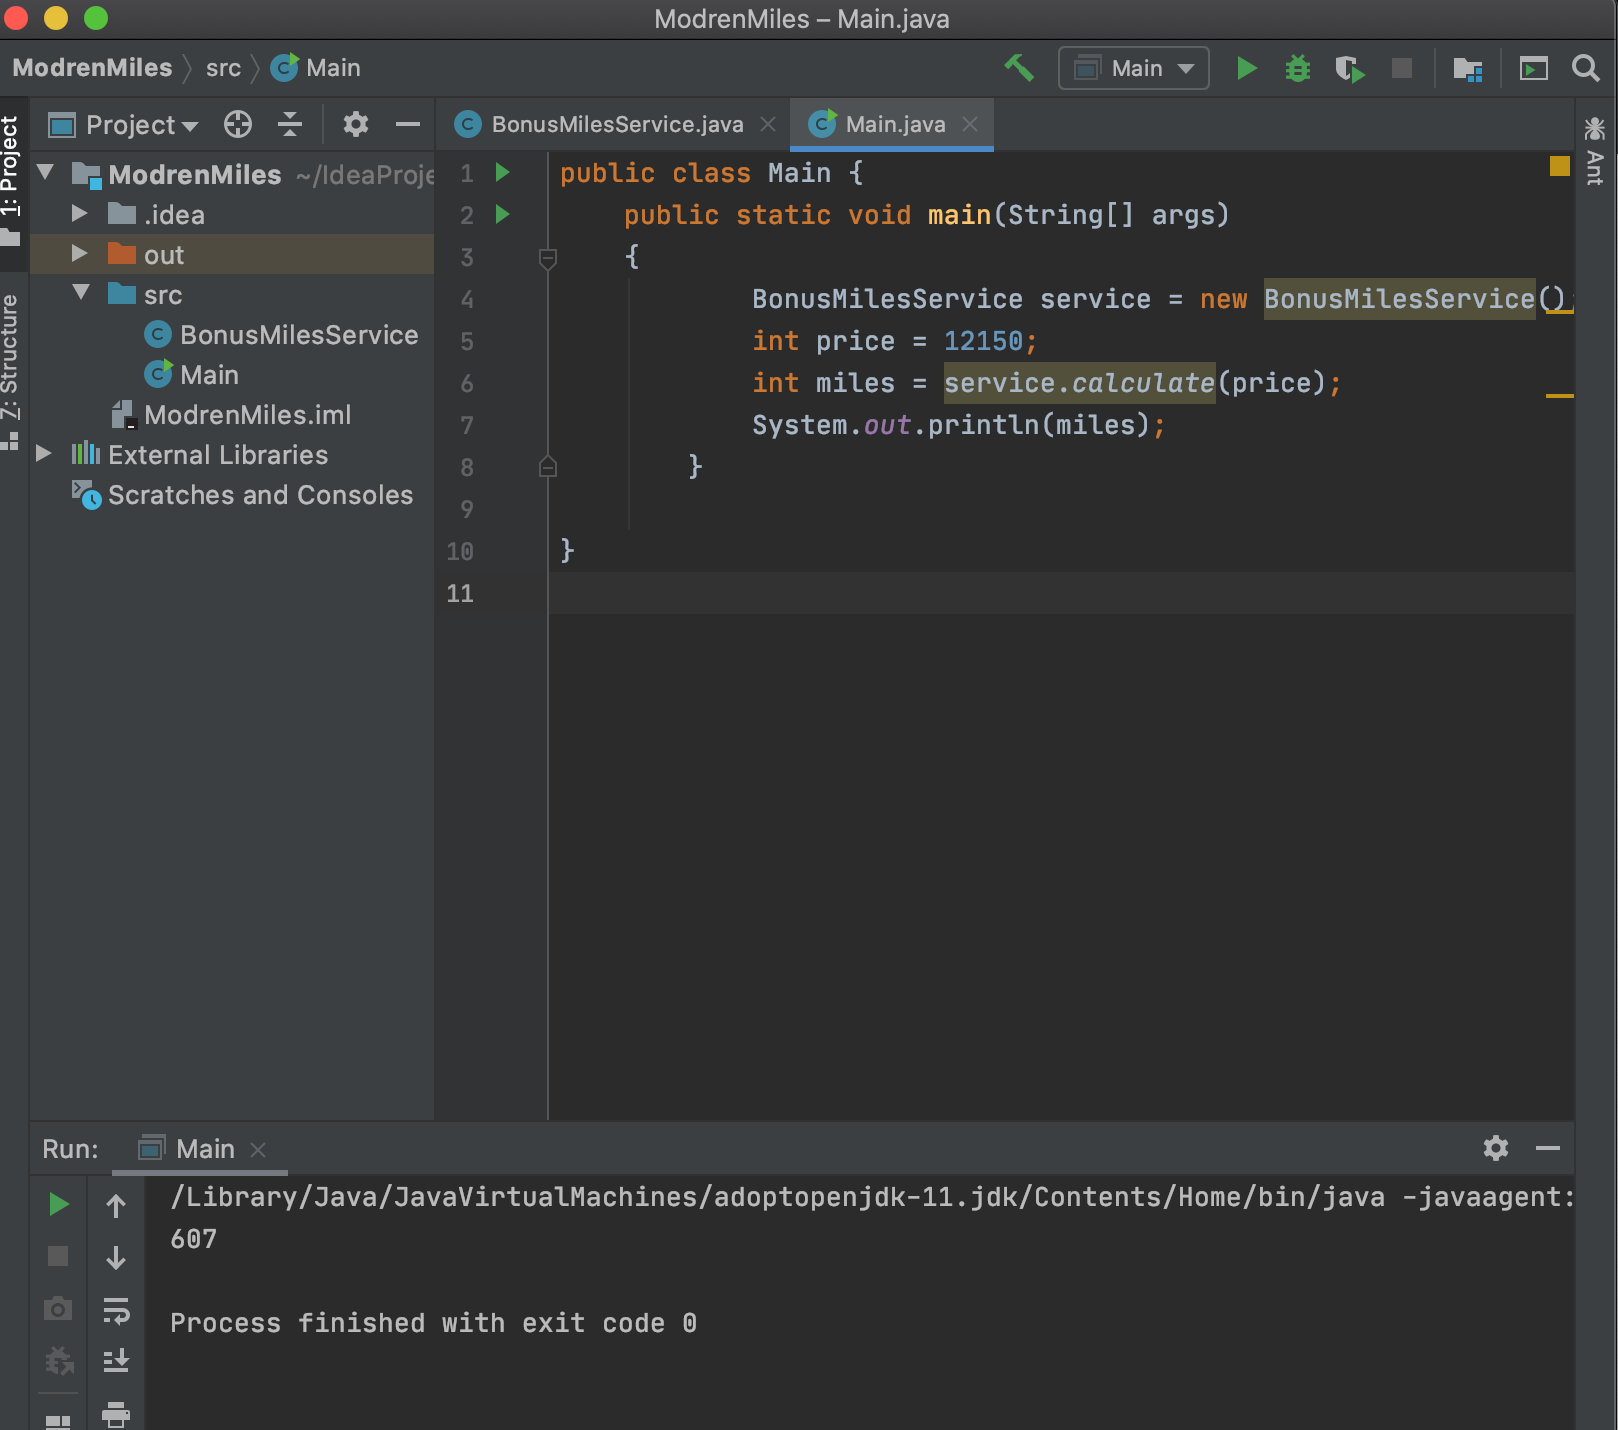 ModrenMiles – Main.java
ModrenMiles src Main
Main
1: Project
7: Structure
Ant
Project
ModrenMiles
.idea
out
src
BonusMilesService
Main
ModrenMiles.iml
External Libraries
Scratches and Consoles
BonusMilesService.java Main.java
1 public class Main {
2 public static void main(String[] args)
3 {
4 BonusMilesService service = new BonusMilesService();
5 int price = 12150;
6 int miles = service.calculate(price);
7 System.out.println(miles);
8 }
9
10 }
11
Run: Main
/Library/Java/JavaVirtualMachines/adoptopenjdk-11.jdk/Contents/Home/bin/java -javaagent:
607
Process finished with exit code 0